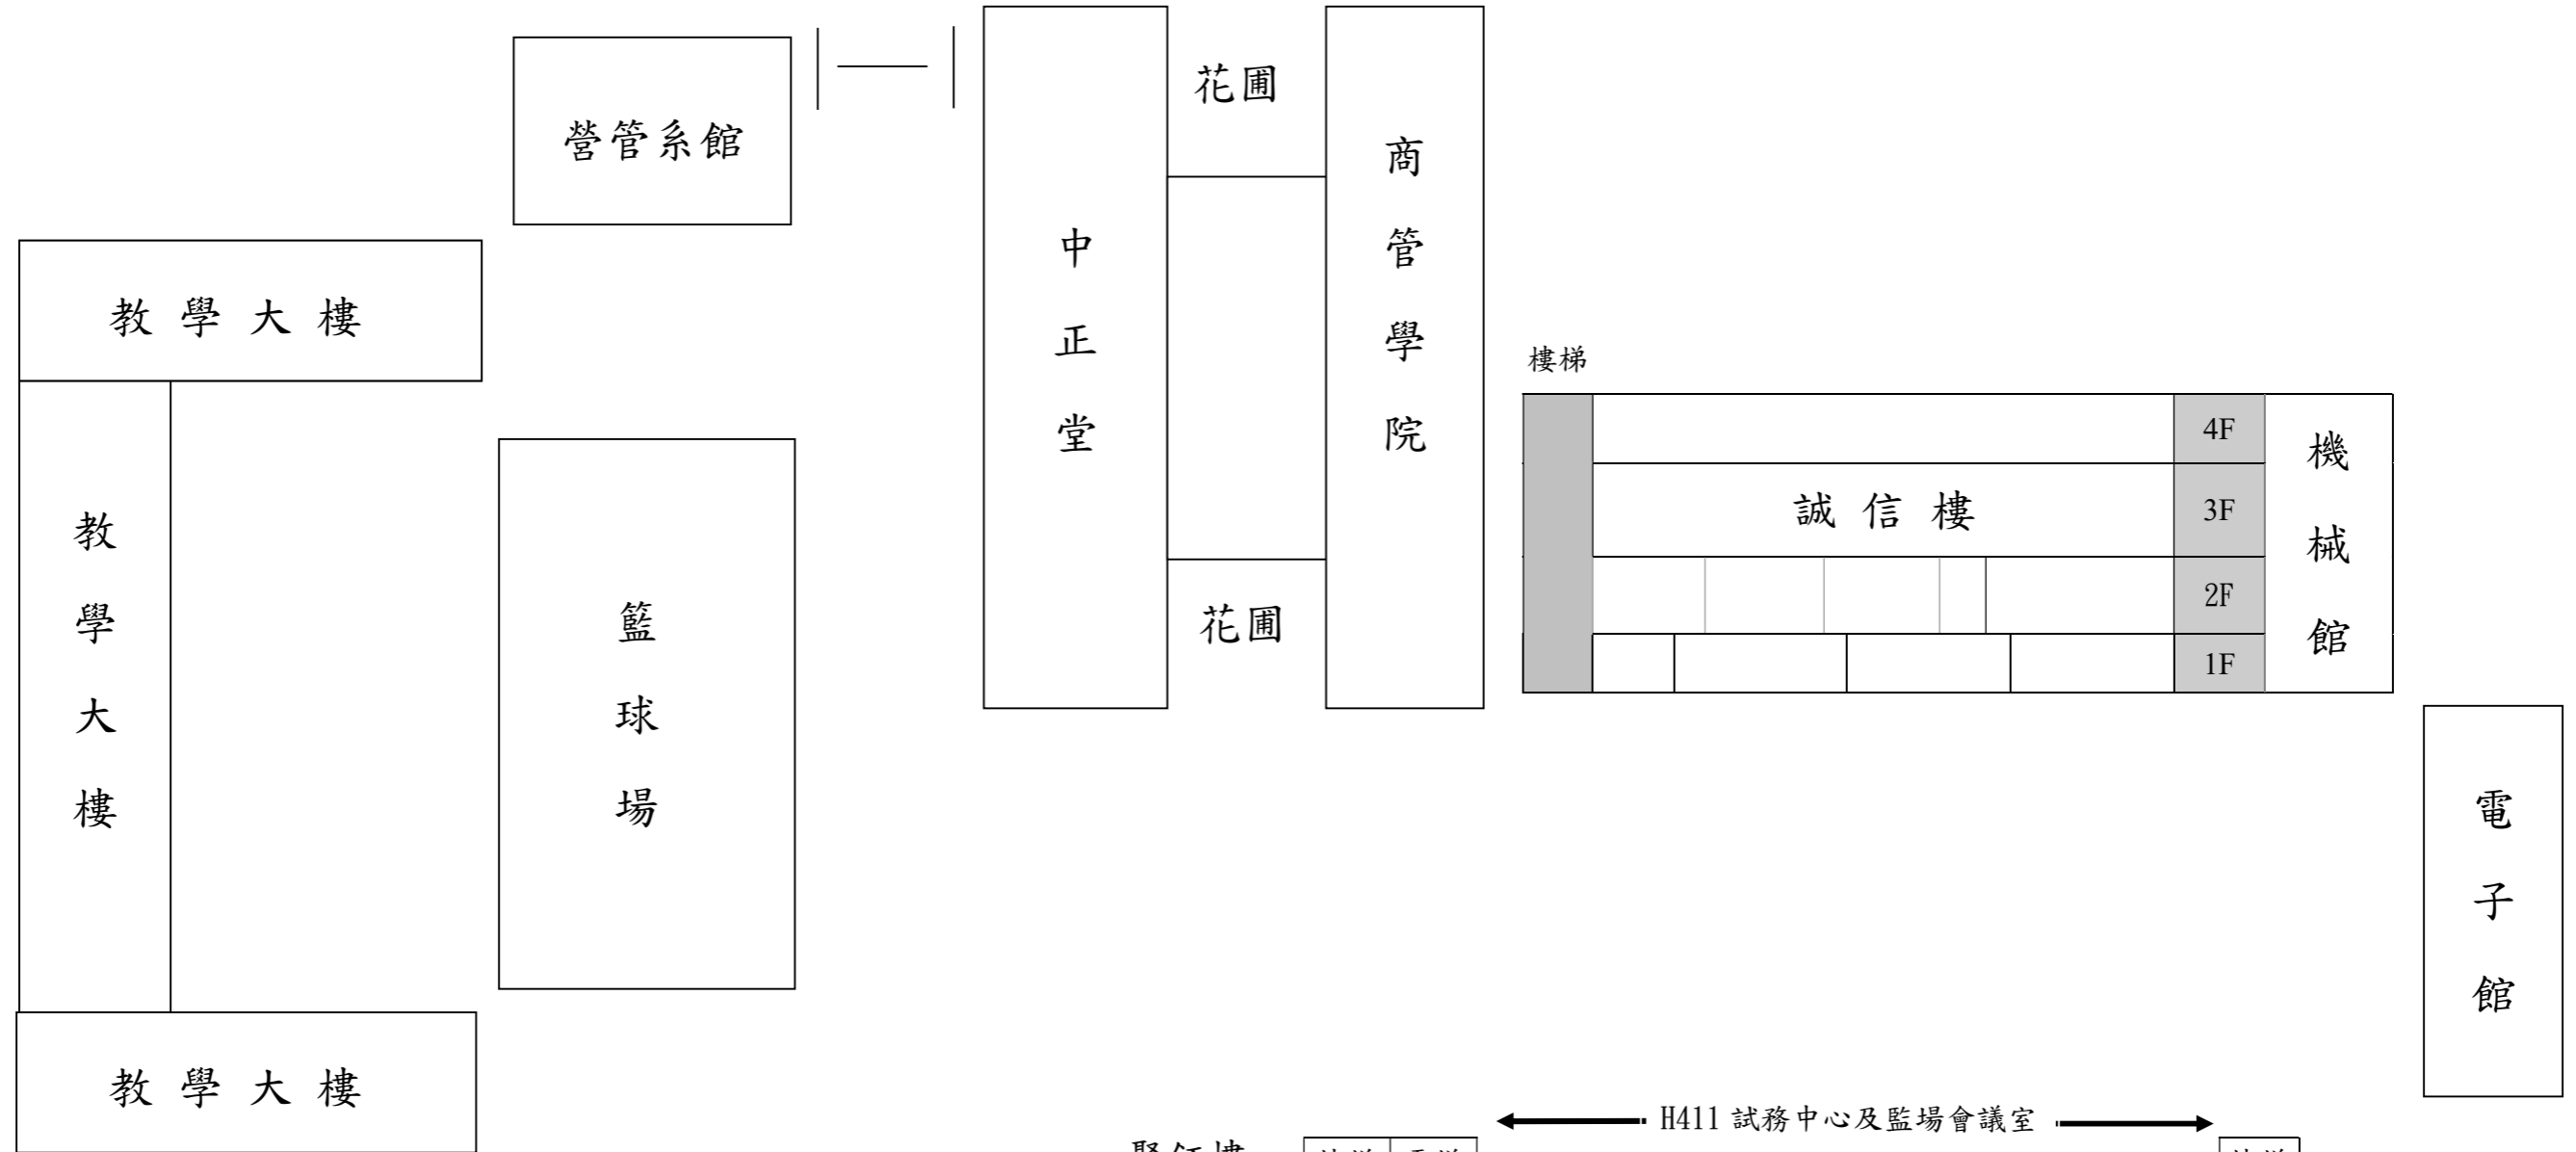 花圃
營管系館
商管學院
中正堂
教學大樓
樓梯
4F
機械館
誠信樓
3F
教學大樓
2F
籃球場
花圃
1F
電子館
教學大樓
H411 試務中心及監場會議室